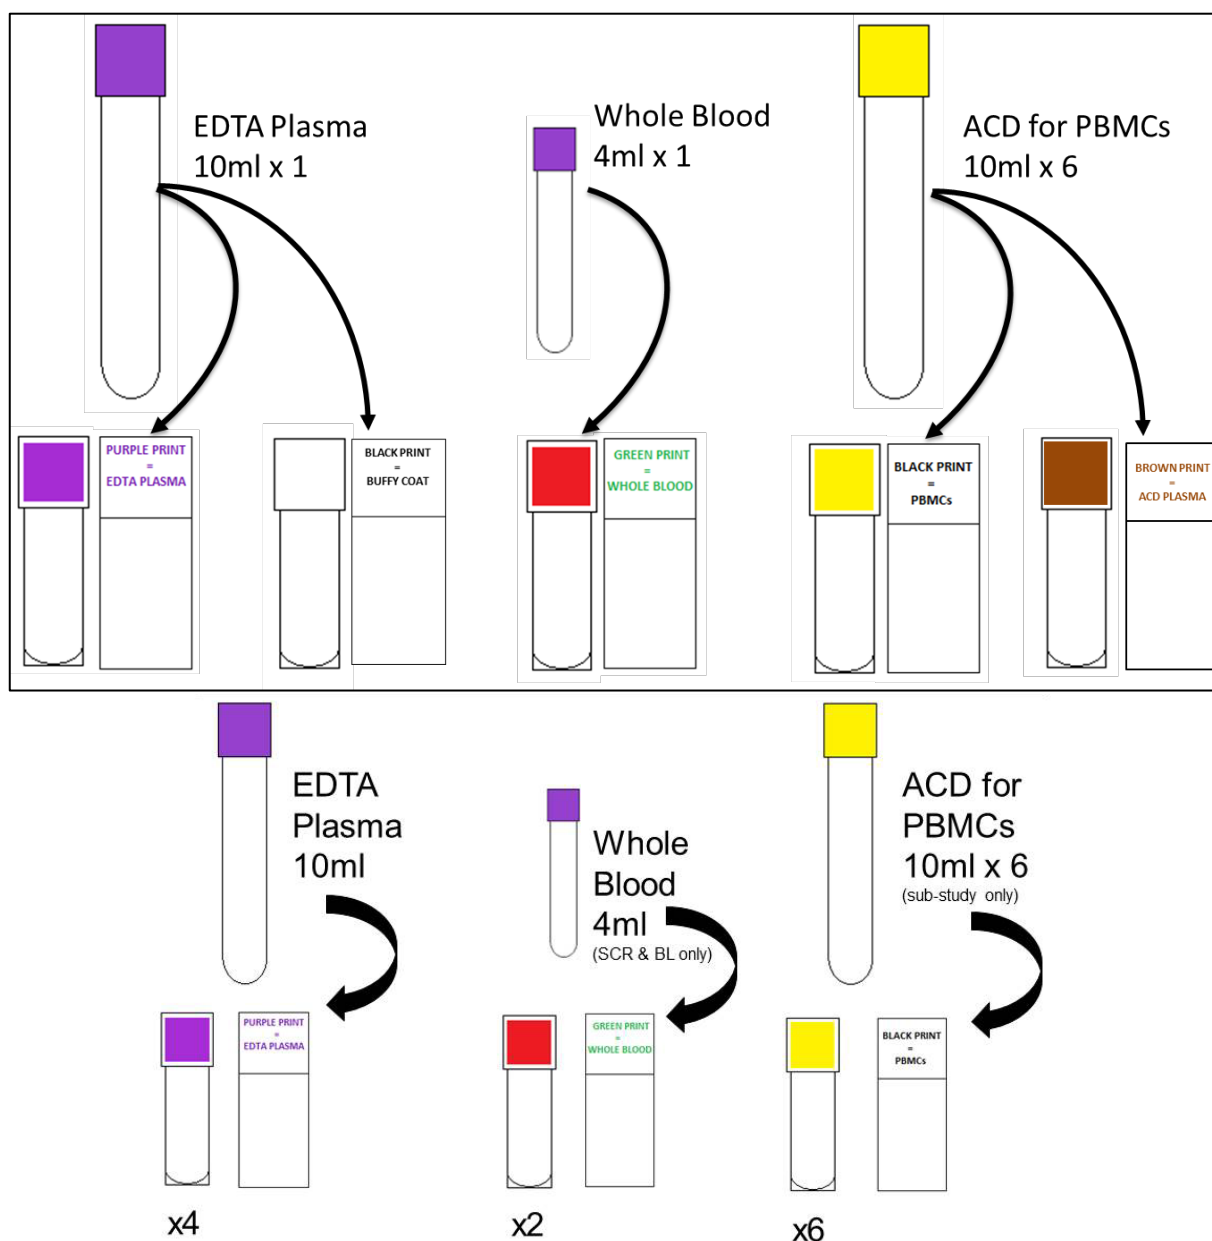 EDTA Plasma
10ml x 1
Whole Blood
4ml x 1
ACD for PBMCs
10ml x 6
PURPLE PRINT
=
EDTA PLASMA
BLACK PRINT
=
BUFFY COAT
GREEN PRINT
=
WHOLE BLOOD
BLACK PRINT
=
PBMCs
BROWN PRINT
=
ACD PLASMA
EDTA
Plasma
10ml
Whole
Blood
4ml
(SCR & BL only)
ACD for
PBMCs
10ml x 6
(sub-study only)
PURPLE PRINT
=
EDTA PLASMA
GREEN PRINT
=
WHOLE BLOOD
BLACK PRINT
=
PBMCs
x4
x2
x6